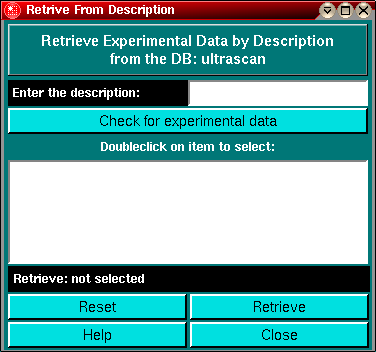 Retrive From Description
Retrieve Experimental Data by Description
from the DB: ultrascan
Enter the description:
Check for experimental data
Doubleclick on item to select:
Retrieve: not selected
Reset
Retrieve
Help
Close